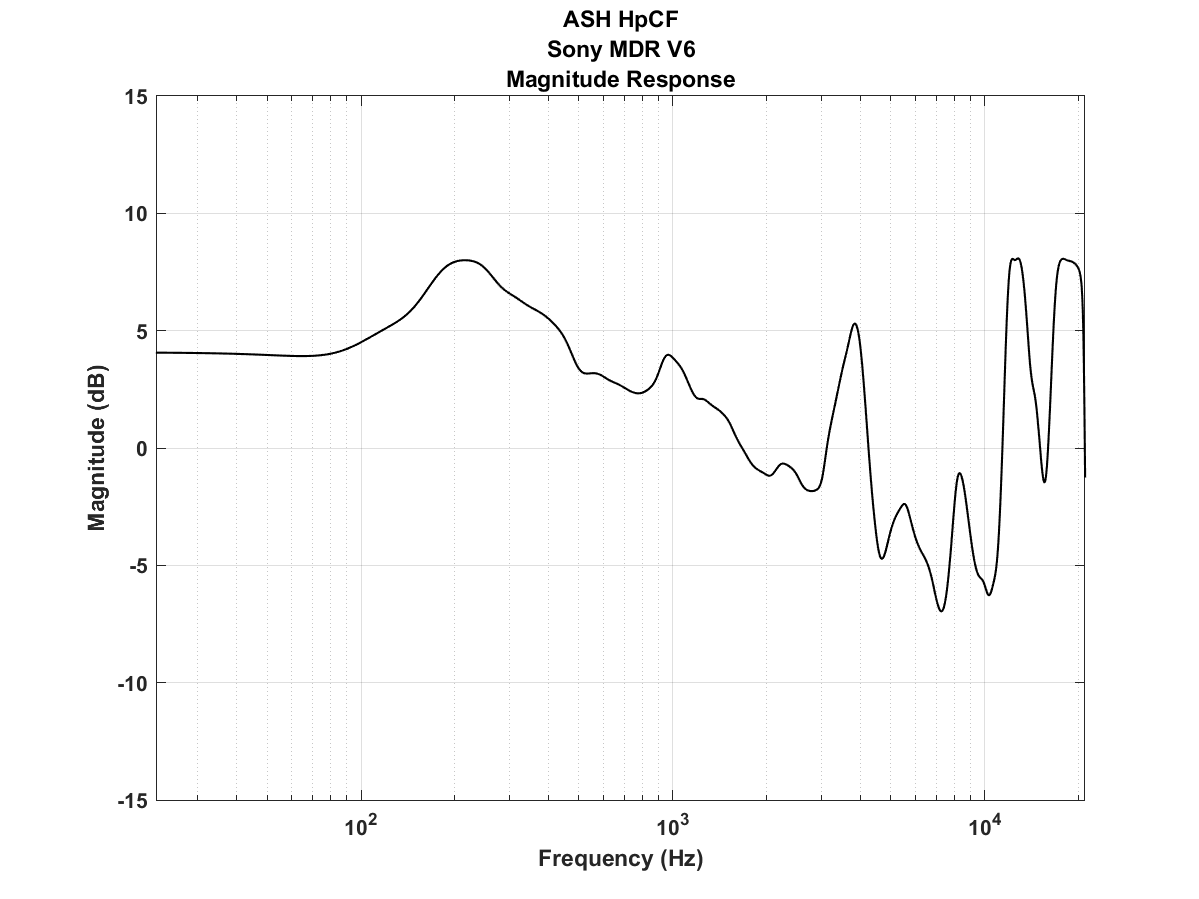 ASH HpCF
Sony MDR V6
Magnitude Response
15
10
5
0
-5
-10
-15
Magnitude (dB)
10^2
10^3
10^4
Frequency (Hz)